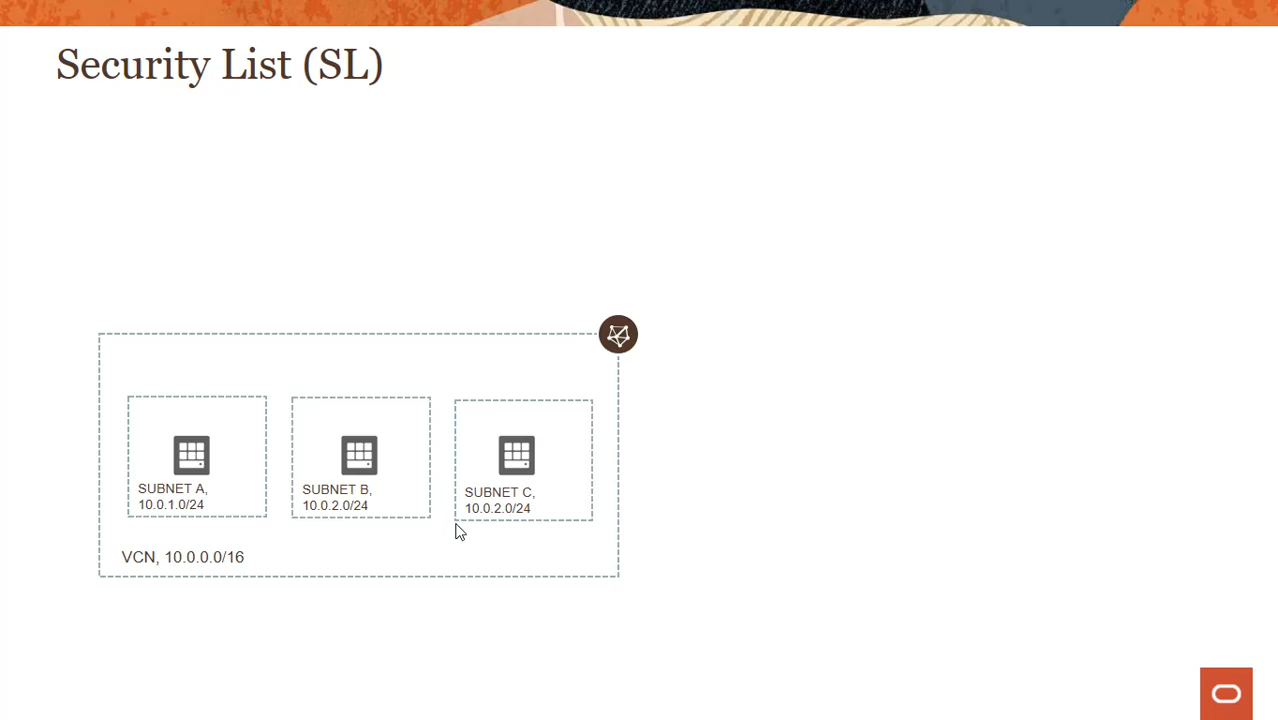 Security List (SL)
SUBNET A,
10.0.1.0/24
SUBNET B,
10.0.2.0/24
SUBNET C,
10.0.2.0/24
VCN, 10.0.0.0/16